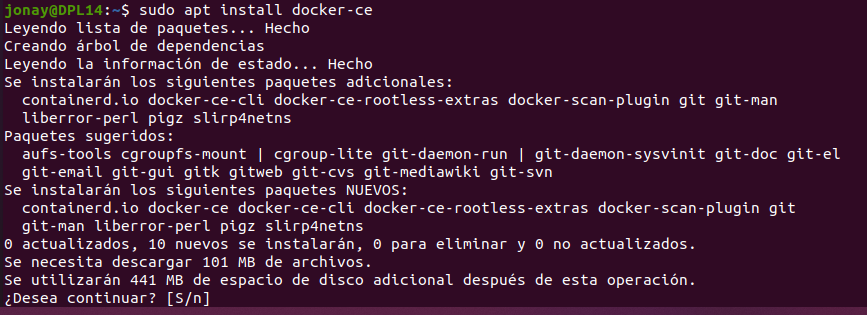 jonay@DPL14:~$ sudo apt install docker-ce
Leyendo lista de paquetes... Hecho
Creando árbol de dependencias
Leyendo la información de estado... Hecho
Se instalarán los siguientes paquetes adicionales:
  containerd.io docker-ce-cli docker-ce-rootless-extras docker-scan-plugin git git-man
  liberror-perl pigz slirp4netns
Paquetes sugeridos:
  aufs-tools cgroupfs-mount | cgroup-lite git-daemon-run | git-daemon-sysvinit git-doc git-el
  git-email git-gui gitk gitweb git-cvs git-mediawiki git-svn
Se instalarán los siguientes paquetes NUEVOS:
  containerd.io docker-ce docker-ce-cli docker-ce-rootless-extras docker-scan-plugin git
  git-man liberror-perl pigz slirp4netns
0 actualizados, 10 nuevos se instalarán, 0 para eliminar y 0 no actualizados.
Se necesita descargar 101 MB de archivos.
Se utilizarán 441 MB de espacio de disco adicional después de esta operación.
¿Desea continuar? [S/n]